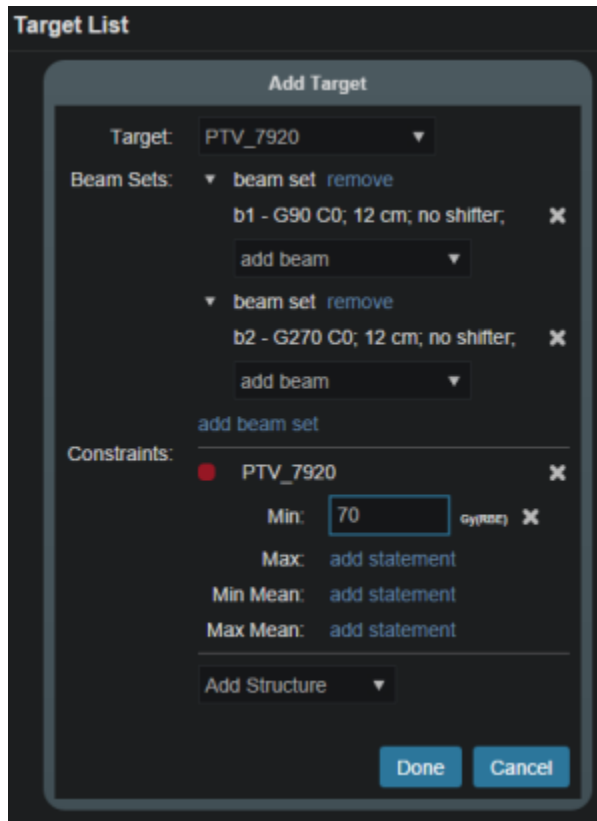 Target List
Add Target
Target: PTV_7920
Beam Sets: beam set remove
b1 - G90 C0; 12 cm; no shifter;
add beam
beam set remove
b2 - G270 C0; 12 cm; no shifter;
add beam
add beam set
Constraints:
PTV_7920
Min: 70 Gy(RBE)
Max: add statement
Min Mean: add statement
Max Mean: add statement
Add Structure
Done Cancel